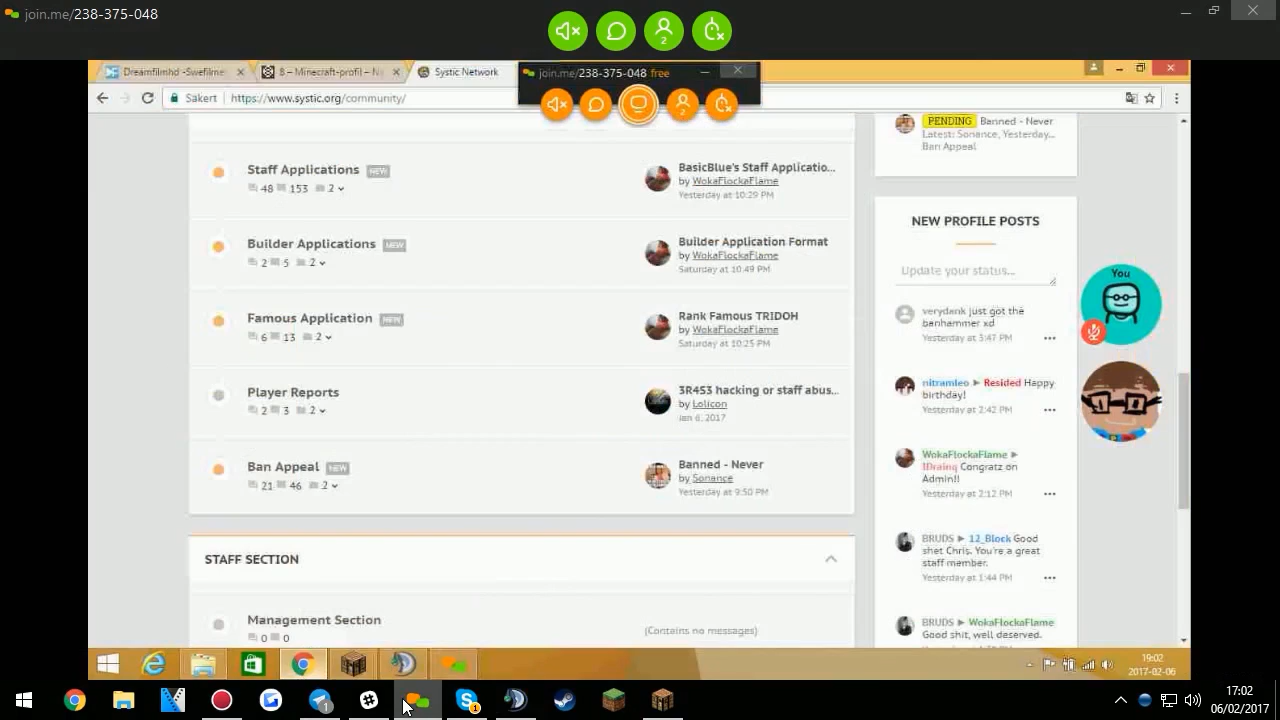 join.me/238-375-048
2
Dreamfilmhd -Swefilme
8 – Minecraft-profil – N
Systic Network
join.me/238-375-048 free
Säkert
https://www.systic.org/community/
2
PENDING Banned - Never
Latest: Sonance, Yesterday...
Ban Appeal
Staff Applications NEW
48 153 2
BasicBlue's Staff Applicatio...
by WokaFlockaFlame
Yesterday at 10:29 PM
Builder Applications NEW
2 5 2
Builder Application Format
by WokaFlockaFlame
Saturday at 10:49 PM
Famous Application NEW
6 13 2
Rank Famous TRIDOH
by WokaFlockaFlame
Saturday at 10:25 PM
Player Reports
2 3 2
3R4S3 hacking or staff abus...
by Lolicon
Jan 6, 2017
Ban Appeal NEW
21 46 2
Banned - Never
by Sonance
Yesterday at 9:50 PM
STAFF SECTION
Management Section
0 0
(Contains no messages)
NEW PROFILE POSTS
Update your status...
verydank just got the
banhammer xd
Yesterday at 3:47 PM
nitramleo Resided Happy
birthday!
Yesterday at 2:42 PM
WokaFlockaFlame
IDrainq Congratz on
Admin!!
Yesterday at 2:12 PM
BRUDS 12_Block Good
shet Chris. You're a great
staff member.
Yesterday at 1:44 PM
BRUDS WokaFlockaFlame
Good shit, well deserved.
You
19:02
2017-02-06
1
1
17:02
06/02/2017